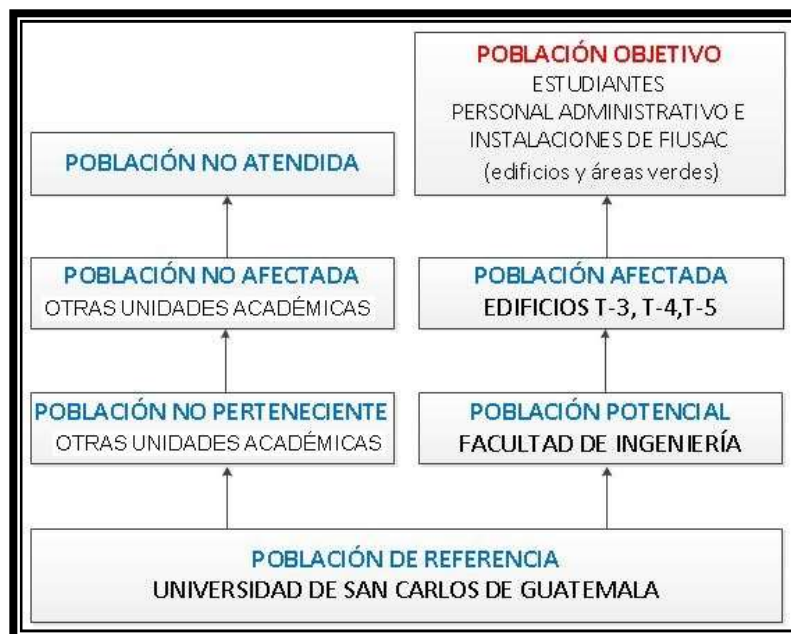 POBLACIÓN OBJETIVO
ESTUDIANTES
PERSONAL ADMINISTRATIVO E
INSTALACIONES DE FIUSAC
(edificios y áreas verdes)
POBLACIÓN NO ATENDIDA
POBLACIÓN NO AFECTADA
OTRAS UNIDADES ACADÉMICAS
POBLACIÓN AFECTADA
EDIFICIOS T-3, T-4,T-5
POBLACIÓN NO PERTENECIENTE
OTRAS UNIDADES ACADÉMICAS
POBLACIÓN POTENCIAL
FACULTAD DE INGENIERÍA
POBLACIÓN DE REFERENCIA
UNIVERSIDAD DE SAN CARLOS DE GUATEMALA